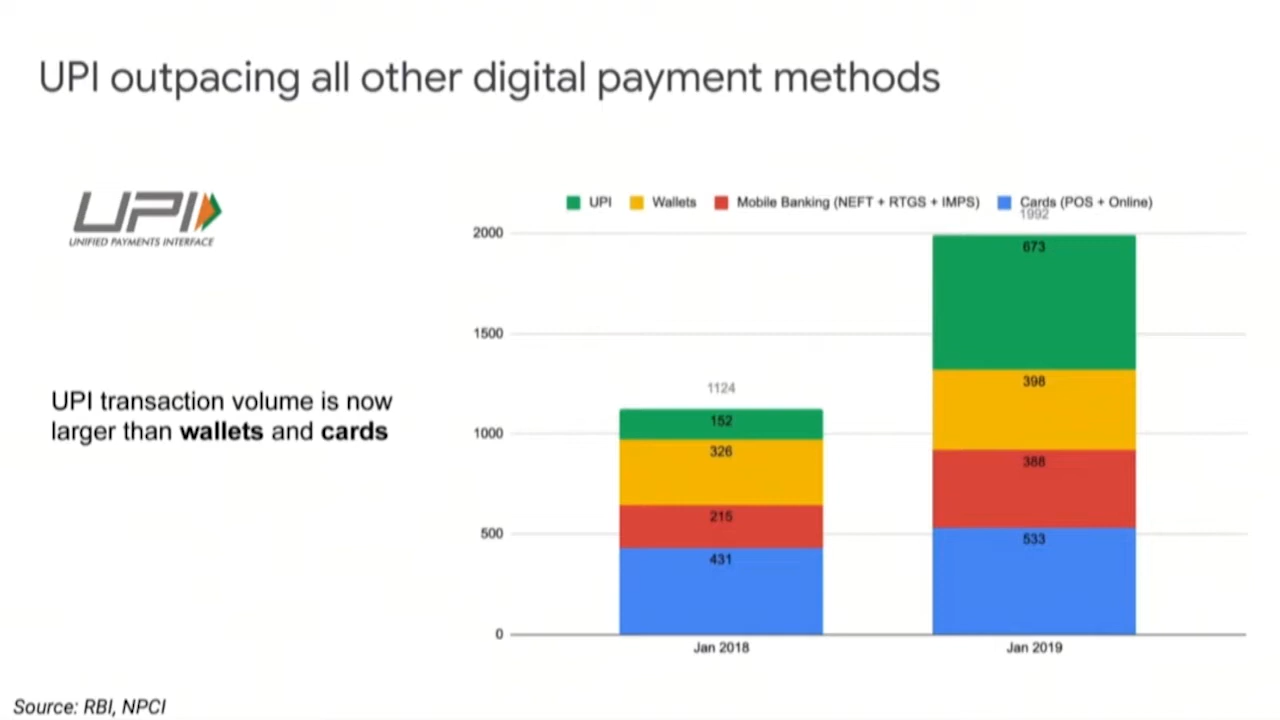 UPI outpacing all other digital payment methods
UPI
UNIFIED PAYMENTS INTERFACE
UPI transaction volume is now
larger than wallets and cards
UPI Wallets Mobile Banking (NEFT + RTGS + IMPS) Cards (POS + Online)
1992
2000
673
1500
398
1124
152
1000
326
388
215
500
533
431
0
Jan 2018 Jan 2019
Source: RBI, NPCI